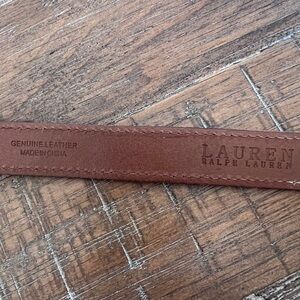 GENUINE LEATHER
MADE IN CHINA
LAUREN
RALPH LAUREN